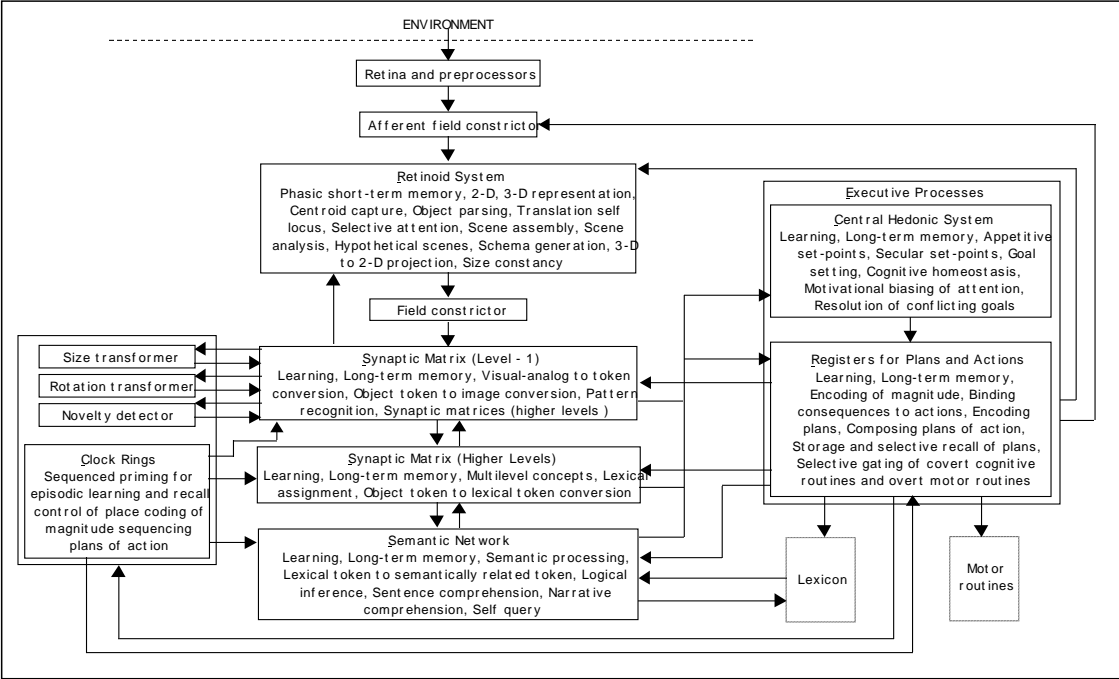 ENVIRONMENT
Retina and preprocessors
Afferent field constrictor
Retinoid System
Phasic short-term memory, 2-D, 3-D representation,
Centroid capture, Object parsing, Translation self
locus, Selective attention, Scene assembly, Scene
analysis, Hypothetical scenes, Schema generation, 3-D
to 2-D projection, Size constancy
Field constrictor
Size transformer
Rotation transformer
Novelty detector
Clock Rings
Sequenced priming for
episodic learning and recall
control of place coding of
magnitude sequencing
plans of action
Synaptic Matrix (Level - 1)
Learning, Long-term memory, Visual-analog to token
conversion, Object token to image conversion, Pattern
recognition, Synaptic matrices (higher levels )
Synaptic Matrix (Higher Levels)
Learning, Long-term memory, Multilevel concepts, Lexical
assignment, Object token to lexical token conversion
Semantic Network
Learning, Long-term memory, Semantic processing,
Lexical token to semantically related token, Logical
inference, Sentence comprehension, Narrative
comprehension, Self query
Executive Processes
Central Hedonic System
Learning, Long-term memory, Appetitive
set-points, Secular set-points, Goal
setting, Cognitive homeostasis,
Motivational biasing of attention,
Resolution of conflicting goals
Registers for Plans and Actions
Learning, Long-term memory,
Encoding of magnitude, Binding
consequences to actions, Encoding
plans, Composing plans of action,
Storage and selective recall of plans,
Selective gating of covert cognitive
routines and overt motor routines
Lexicon
Motor
routines